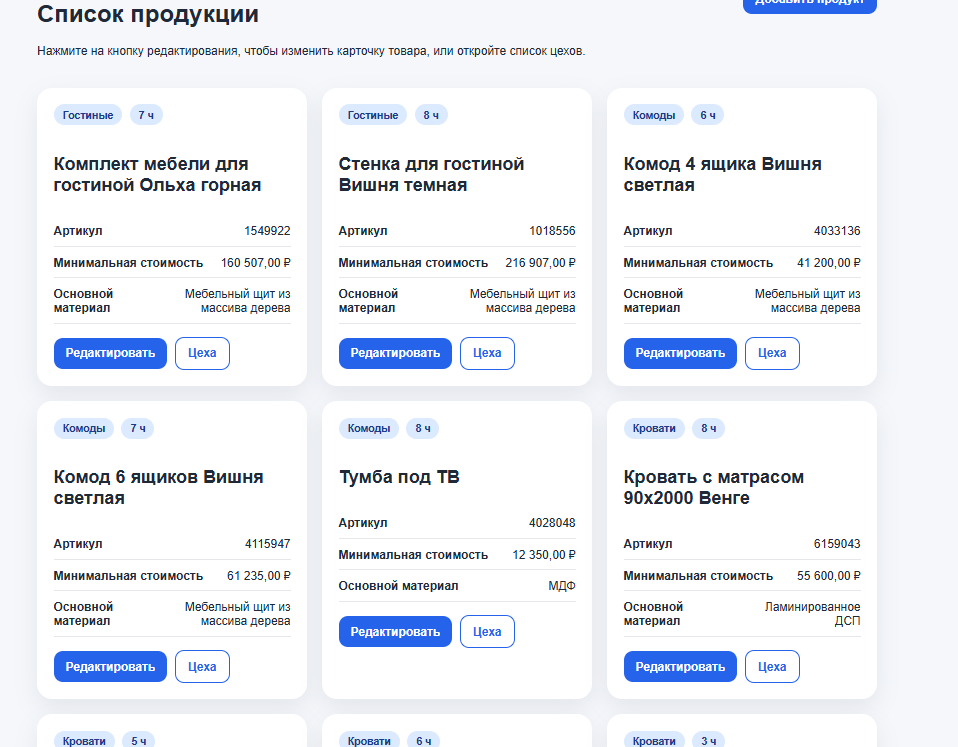 Список продукции
Добавить продукт
Нажмите на кнопку редактирования, чтобы изменить карточку товара, или откройте список цехов.
Гостиные 7 ч
Комплект мебели для
гостиной Ольха горная
Артикул 1549922
Минимальная стоимость 160 507,00 ₽
Основной Мебельный щит из
материал массива дерева
Редактировать Цеха
Гостиные 8 ч
Стенка для гостиной
Вишня темная
Артикул 1018556
Минимальная стоимость 216 907,00 ₽
Основной Мебельный щит из
материал массива дерева
Редактировать Цеха
Комоды 6 ч
Комод 4 ящика Вишня
светлая
Артикул 4033136
Минимальная стоимость 41 200,00 ₽
Основной Мебельный щит из
материал массива дерева
Редактировать Цеха
Комоды 7 ч
Комод 6 ящиков Вишня
светлая
Артикул 4115947
Минимальная стоимость 61 235,00 ₽
Основной Мебельный щит из
материал массива дерева
Редактировать Цеха
Комоды 8 ч
Тумба под ТВ
Артикул 4028048
Минимальная стоимость 12 350,00 ₽
Основной материал МДФ
Редактировать Цеха
Кровати 8 ч
Кровать с матрасом
90х2000 Венге
Артикул 6159043
Минимальная стоимость 55 600,00 ₽
Основной Ламинированное
материал ДСП
Редактировать Цеха
Кровати 5 ч
Кровати 6 ч
Кровати 3 ч